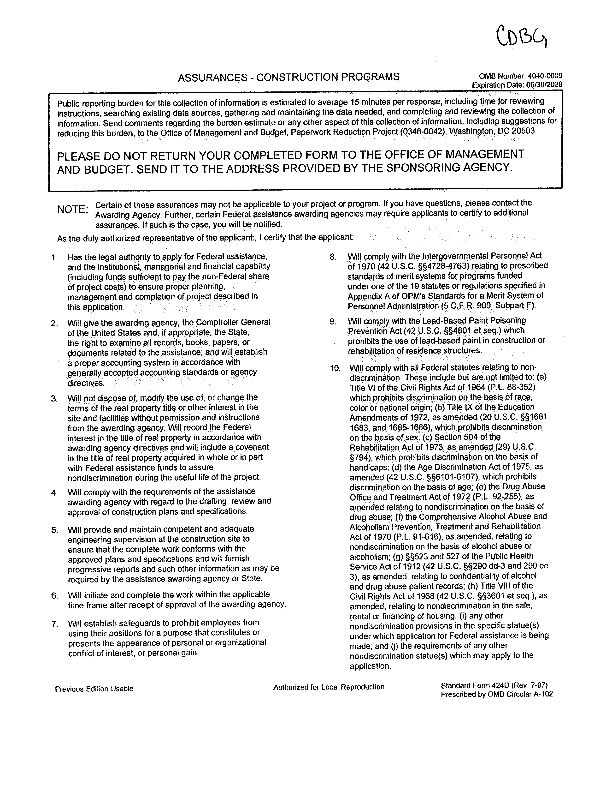 CDBG
ASSURANCES - CONSTRUCTION PROGRAMS
OMB Number: 4040-0009
Expiration Date: 06/30/2028
Public reporting burden for this collection of information is estimated to average 15 minutes per response, including time for reviewing
instructions, searching existing data sources, gathering and maintaining the data needed, and completing and reviewing the collection of
information. Send comments regarding the burden estimate or any other aspect of this collection of information, including suggestions for
reducing this burden, to the Office of Management and Budget, Paperwork Reduction Project (0348-0042), Washington, DC 20503.
PLEASE DO NOT RETURN YOUR COMPLETED FORM TO THE OFFICE OF MANAGEMENT
AND BUDGET. SEND IT TO THE ADDRESS PROVIDED BY THE SPONSORING AGENCY.
NOTE: Certain of these assurances may not be applicable to your project or program. If you have questions, please contact the
Awarding Agency. Further, certain Federal assistance awarding agencies may require applicants to certify to additional
assurances. If such is the case, you will be notified.
As the duly authorized representative of the applicant, I certify that the applicant:
1 Has the legal authority to apply for Federal assistance,
and the institutional, managerial and financial capability
(including funds sufficient to pay the non-Federal share
of project costs) to ensure proper planning,
management and completion of project described in
this application.
2. Will give the awarding agency, the Comptroller General
of the United States and, if appropriate, the State,
the right to examine all records, books, papers, or
documents related to the assistance; and will establish
a proper accounting system in accordance with
generally accepted accounting standards or agency
directives.
3. Will not dispose of, modify the use of, or change the
terms of the real property title or other interest in the
site and facilities without permission and instructions
from the awarding agency. Will record the Federal
interest in the title of real property in accordance with
awarding agency directives and will include a covenant
in the title of real property acquired in whole or in part
with Federal assistance funds to assure
nondiscrimination during the useful life of the project.
4. Will comply with the requirements of the assistance
awarding agency with regard to the drafting, review and
approval of construction plans and specifications.
5. Will provide and maintain competent and adequate
engineering supervision at the construction site to
ensure that the complete work conforms with the
approved plans and specifications and will furnish
progressive reports and such other information as may be
required by the assistance awarding agency or State.
6. Will initiate and complete the work within the applicable
time frame after receipt of approval of the awarding agency.
7. Will establish safeguards to prohibit employees from
using their positions for a purpose that constitutes or
presents the appearance of personal or organizational
conflict of interest, or personal gain.
8. Will comply with the Intergovernmental Personnel Act
of 1970 (42 U.S.C. §§4728-4763) relating to prescribed
standards of merit systems for programs funded
under one of the 19 statutes or regulations specified in
Appendix A of OPM's Standards for a Merit System of
Personnel Administration (5 C.F.R. 900, Subpart F).
9. Will comply with the Lead-Based Paint Poisoning
Prevention Act (42 U.S.C. §§4801 et seq.) which
prohibits the use of lead-based paint in construction or
rehabilitation of residence structures.
10. Will comply with all Federal statutes relating to non-
discrimination. These include but are not limited to: (a)
Title VI of the Civil Rights Act of 1964 (P.L. 88-352)
which prohibits discrimination on the basis of race,
color or national origin; (b) Title IX of the Education
Amendments of 1972, as amended (20 U.S.C. §§1681
1683, and 1685-1686), which prohibits discrimination
on the basis of sex; (c) Section 504 of the
Rehabilitation Act of 1973, as amended (29) U.S.C.
§794), which prohibits discrimination on the basis of
handicaps; (d) the Age Discrimination Act of 1975, as
amended (42 U.S.C. §§6101-6107), which prohibits
discrimination on the basis of age; (e) the Drug Abuse
Office and Treatment Act of 1972 (P.L. 92-255), as
amended relating to nondiscrimination on the basis of
drug abuse; (f) the Comprehensive Alcohol Abuse and
Alcoholism Prevention, Treatment and Rehabilitation
Act of 1970 (P.L. 91-616), as amended, relating to
nondiscrimination on the basis of alcohol abuse or
alcoholism; (g) §§523 and 527 of the Public Health
Service Act of 1912 (42 U.S.C. §§290 dd-3 and 290 ee
3), as amended, relating to confidentiality of alcohol
and drug abuse patient records; (h) Title VIII of the
Civil Rights Act of 1968 (42 U.S.C. §§3601 et seq.), as
amended, relating to nondiscrimination in the sale,
rental or financing of housing; (i) any other
nondiscrimination provisions in the specific statue(s)
under which application for Federal assistance is being
made; and (j) the requirements of any other
nondiscrimination statue(s) which may apply to the
application.
Previous Edition Usable
Authorized for Local Reproduction
Standard Form 424D (Rev. 7-97)
Prescribed by OMB Circular A-102